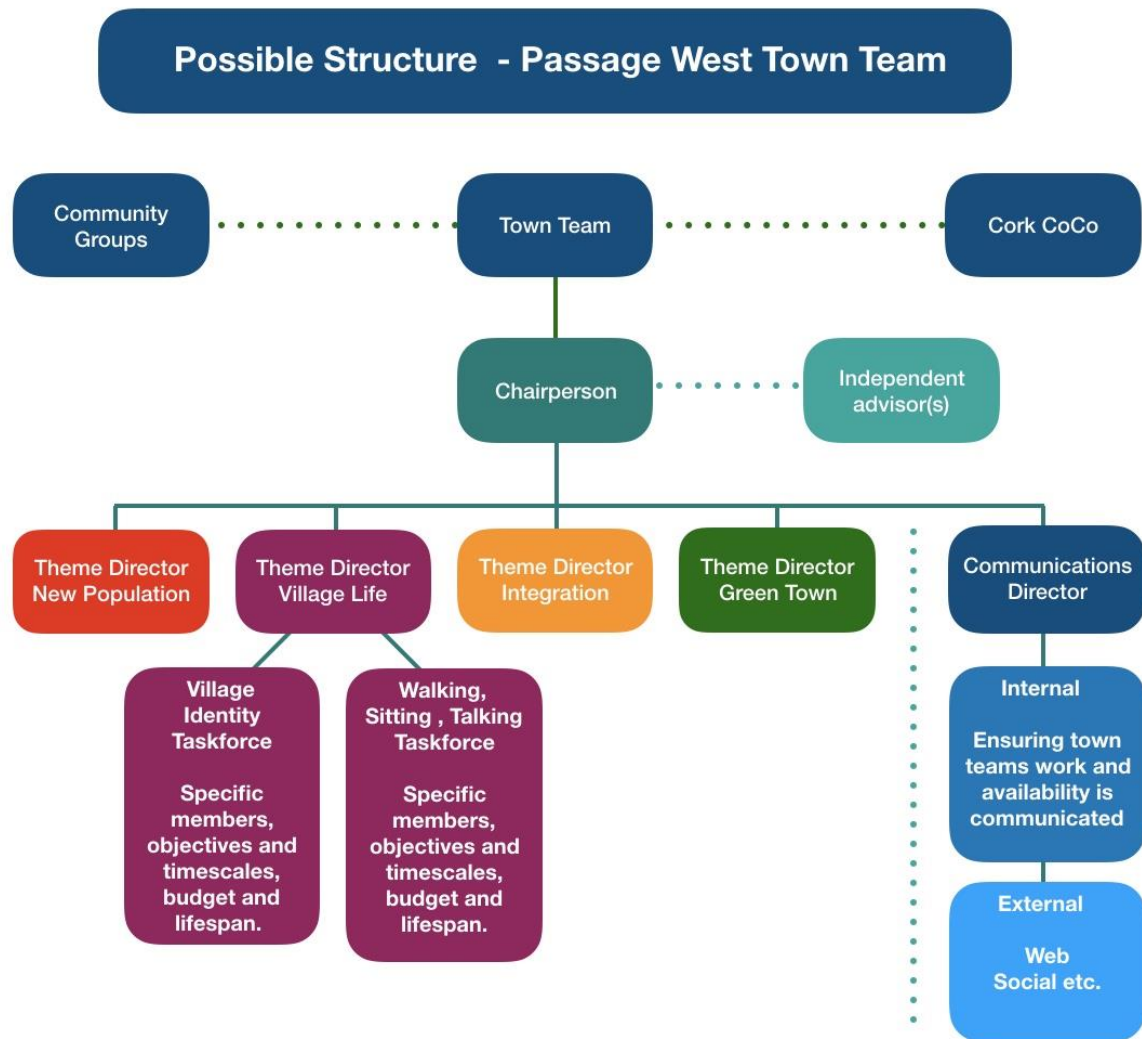 Possible Structure - Passage West Town Team
Community
Groups
Town Team
Cork CoCo
Chairperson
Independent
advisor(s)
Theme Director
New Population
Theme Director
Village Life
Theme Director
Integration
Theme Director
Green Town
Communications
Director
Village
Identity
Taskforce
Specific
members,
objectives and
timescales,
budget and
lifespan.
Walking,
Sitting , Talking
Taskforce
Specific
members,
objectives and
timescales,
budget and
lifespan.
Internal
Ensuring town
teams work and
availability is
communicated
External
Web
Social etc.